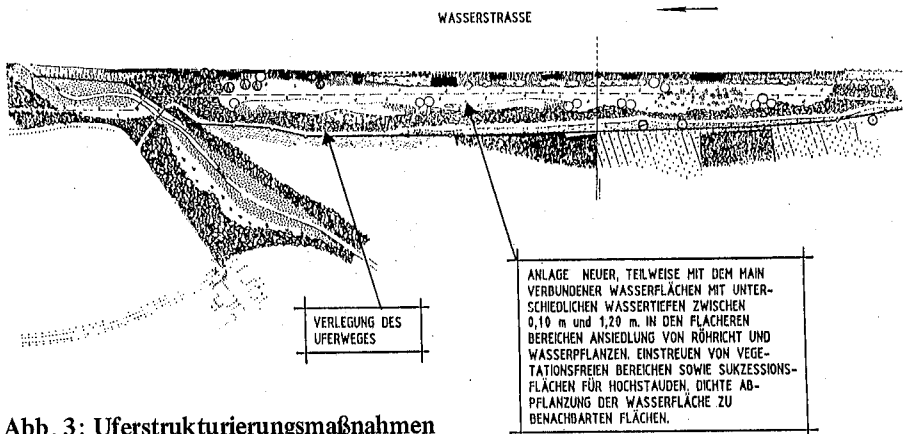 WASSERSTRASSE
VERLEGUNG DES
UFERWEGES
ANLAGE NEUER, TEILWEISE MIT DEM MAIN
VERBUNDENER WASSERFLÄCHEN MIT UNTER-
SCHIEDLICHEN WASSERTIEFEN ZWISCHEN
0,10 m und 1,20 m. IN DEN FLACHEREN
BEREICHEN ANSIEDLUNG VON RÖHRICHT UND
WASSERPFLANZEN. EINSTREUEN VON VEGE-
TATIONSFREIEN BEREICHEN SOWIE SUKZESSIONS-
FLÄCHEN FÜR HOCHSTAUDEN. DICHTE AB-
PFLANZUNG DER WASSERFLÄCHE ZU
BENACHBARTEN FLÄCHEN.
Abb. 3: Uferstrukturierungsmaßnahmen